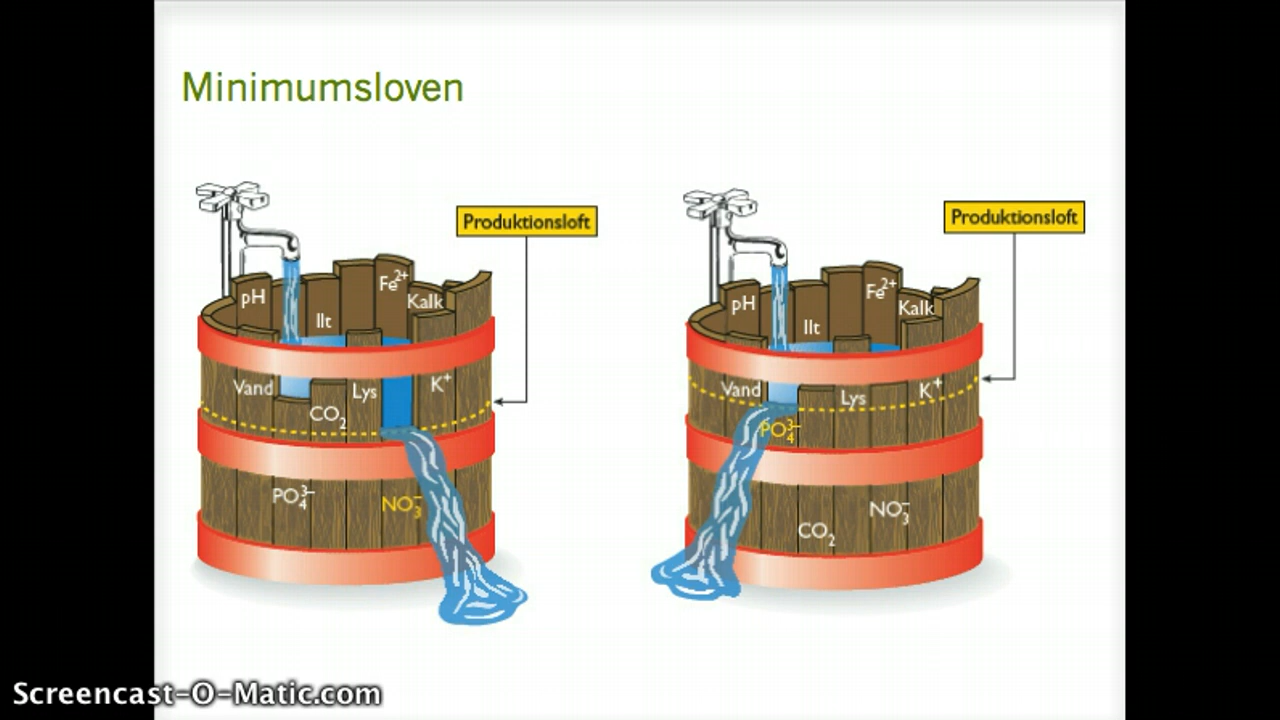 Minimumsloven
Produktionsloft
pH
Ilt
Fe²⁺
Kalk
Vand
CO₂
Lys
K⁺
PO₄³⁻
NO₃⁻
Produktionsloft
pH
Ilt
Fe²⁺
Kalk
Vand
Lys
K⁺
PO₄³⁻
CO₂
NO₃⁻
Screencast-O-Matic.com